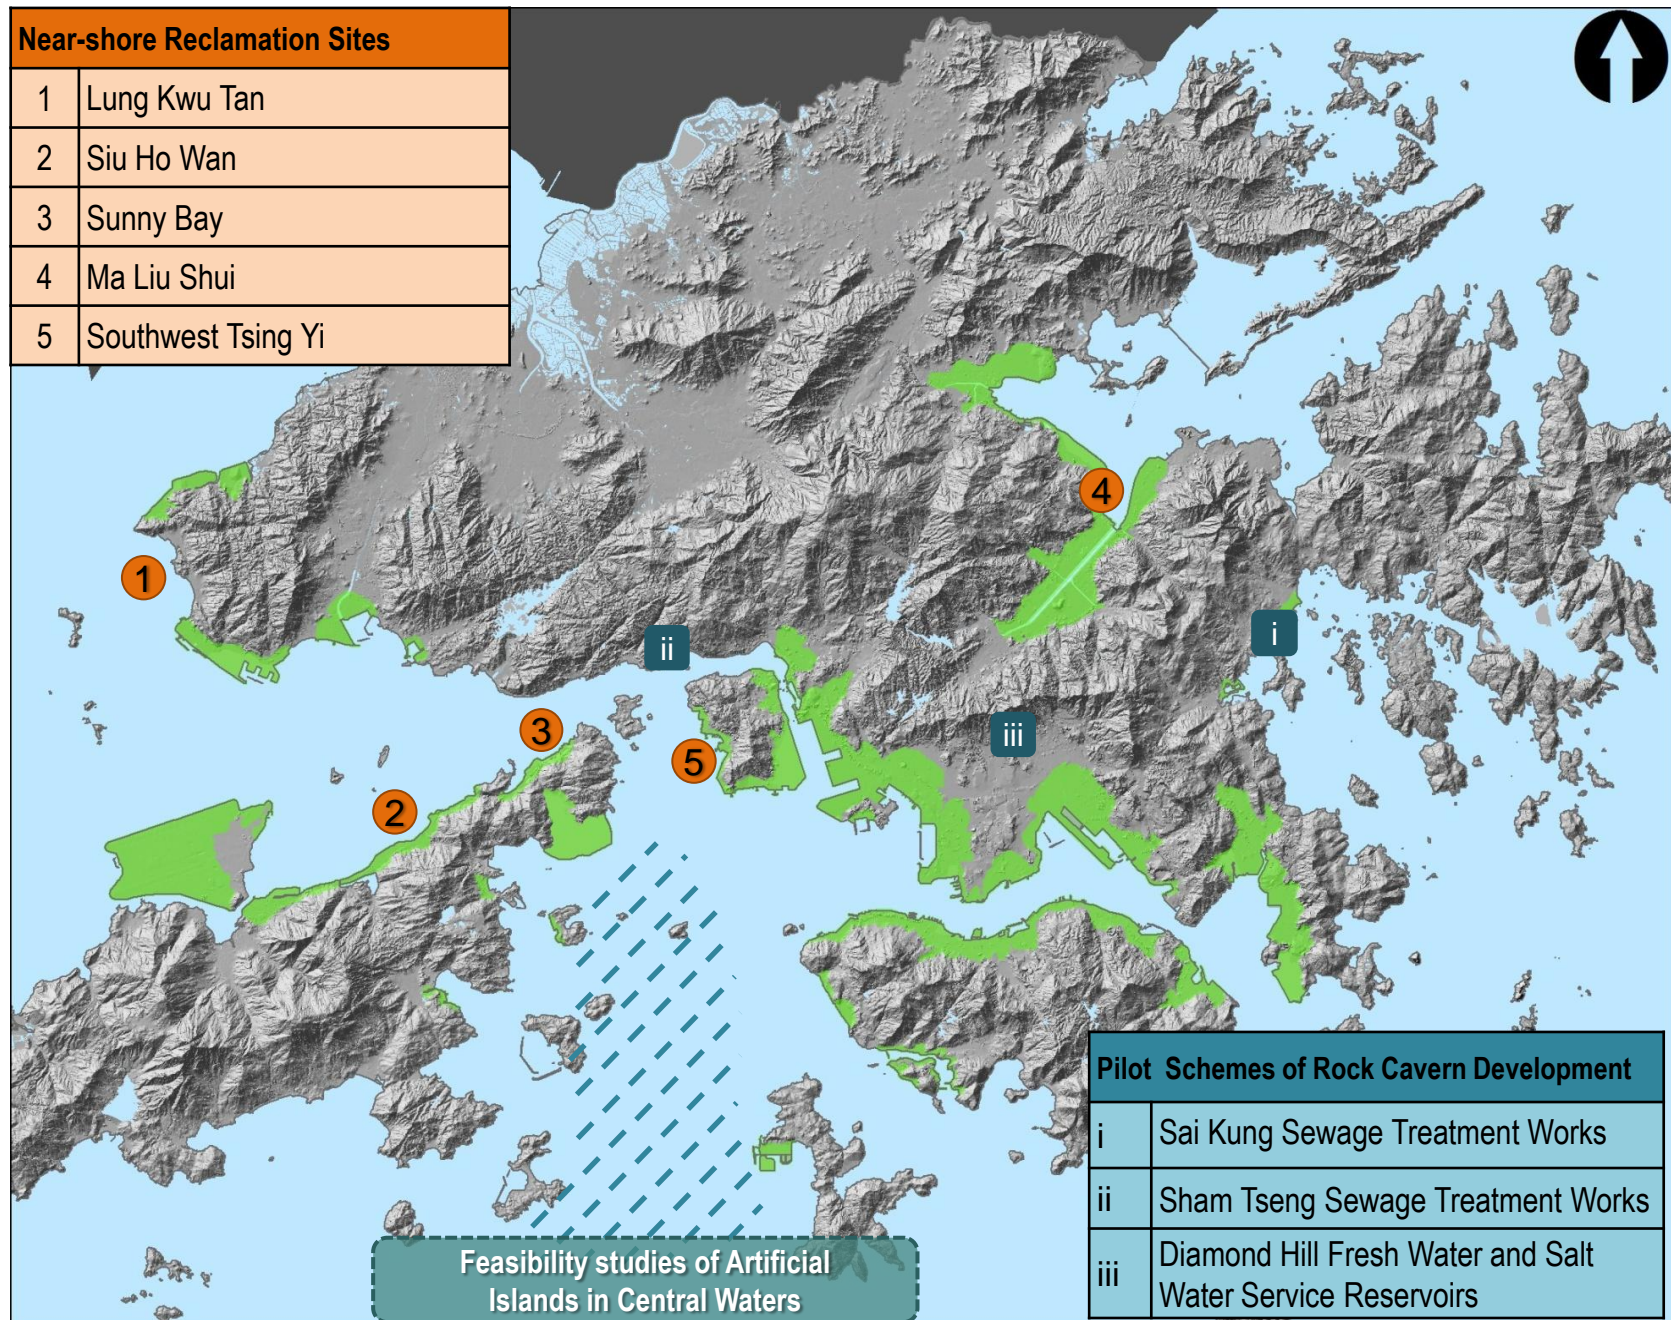 Near-shore Reclamation Sites
1 Lung Kwu Tan
2 Siu Ho Wan
3 Sunny Bay
4 Ma Liu Shui
5 Southwest Tsing Yi
4
1
i
ii
3
iii
5
2
Pilot Schemes of Rock Cavern Development
i Sai Kung Sewage Treatment Works
ii Sham Tseng Sewage Treatment Works
iii Diamond Hill Fresh Water and Salt
Water Service Reservoirs
Feasibility studies of Artificial
Islands in Central Waters